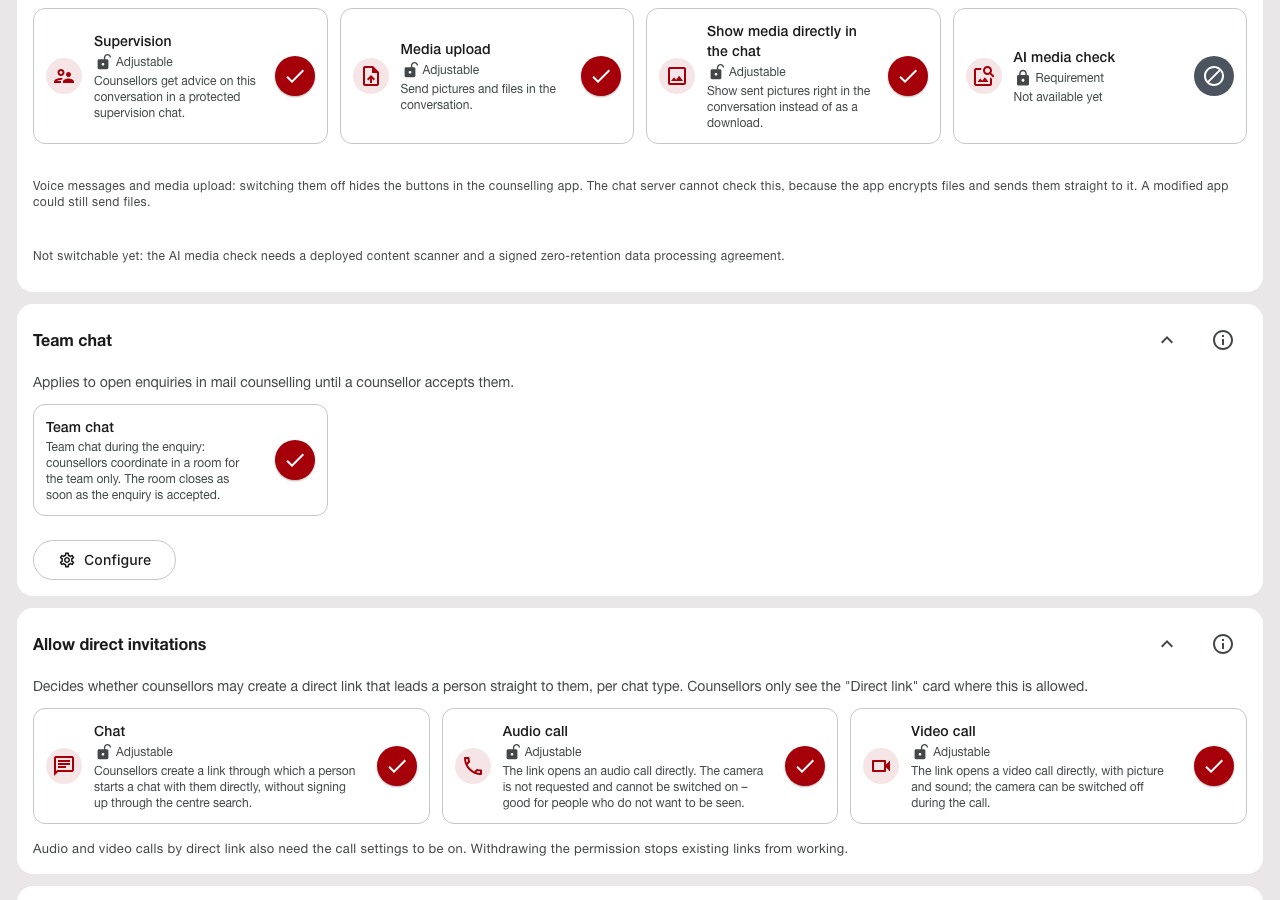 Supervision
Adjustable
Counsellors get advice on this
conversation in a protected
supervision chat.
Media upload
Adjustable
Send pictures and files in the
conversation.
Show media directly in
the chat
Adjustable
Show sent pictures right in the
conversation instead of as a
download.
AI media check
Requirement
Not available yet
Voice messages and media upload: switching them off hides the buttons in the counselling app. The chat server cannot check this, because the app encrypts files and sends them straight to it. A modified app
could still send files.
Not switchable yet: the AI media check needs a deployed content scanner and a signed zero-retention data processing agreement.
Team chat
Applies to open enquiries in mail counselling until a counsellor accepts them.
Team chat
Team chat during the enquiry:
counsellors coordinate in a room for
the team only. The room closes as
soon as the enquiry is accepted.
Configure
Allow direct invitations
Decides whether counsellors may create a direct link that leads a person straight to them, per chat type. Counsellors only see the "Direct link" card where this is allowed.
Chat
Adjustable
Counsellors create a link through which a person
starts a chat with them directly, without signing
up through the centre search.
Audio call
Adjustable
The link opens an audio call directly. The camera
is not requested and cannot be switched on –
good for people who do not want to be seen.
Video call
Adjustable
The link opens a video call directly, with picture
and sound; the camera can be switched off
during the call.
Audio and video calls by direct link also need the call settings to be on. Withdrawing the permission stops existing links from working.